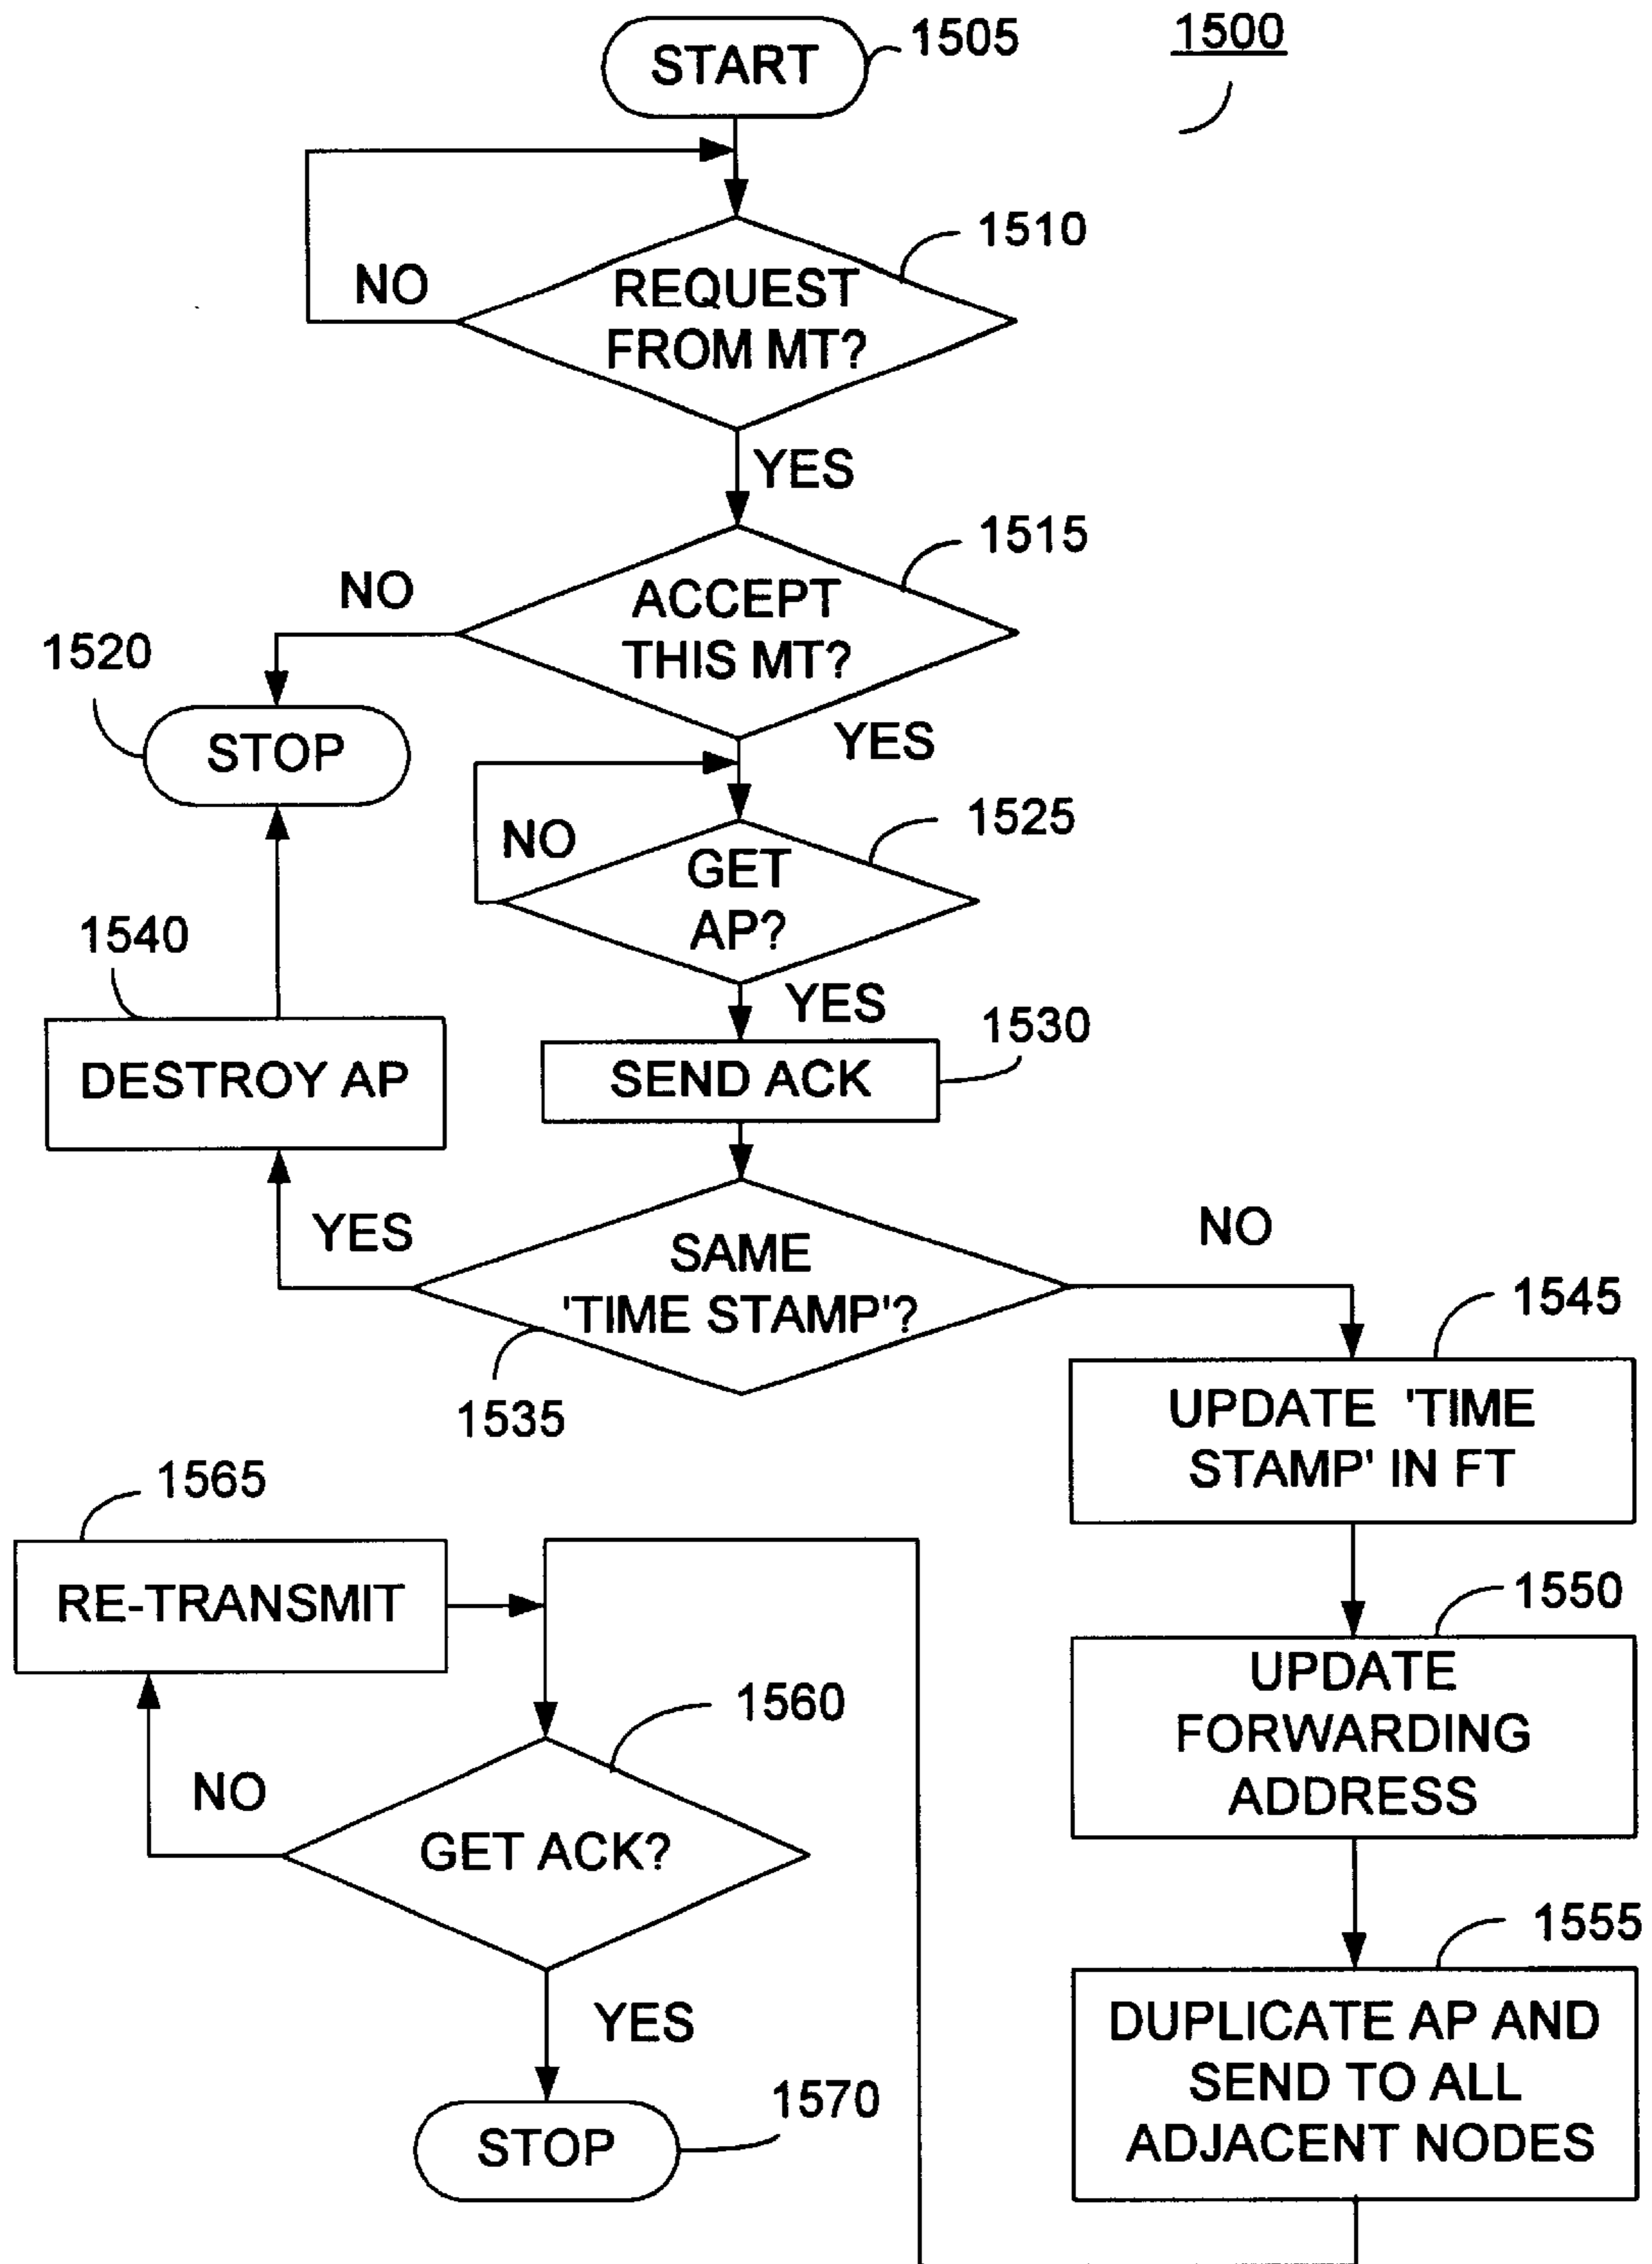 START
1505
1500
1510
NO
REQUEST
FROM MT?
YES
1515
NO
ACCEPT
THIS MT?
1520
STOP
YES
1525
NO
GET
AP?
1540
YES
1530
DESTROY AP
SEND ACK
YES
SAME
'TIME STAMP'?
NO
1545
1535
UPDATE 'TIME
STAMP' IN FT
1565
RE-TRANSMIT
1550
UPDATE
FORWARDING
ADDRESS
1560
NO
GET ACK?
1555
YES
DUPLICATE AP AND
SEND TO ALL
ADJACENT NODES
1570
STOP